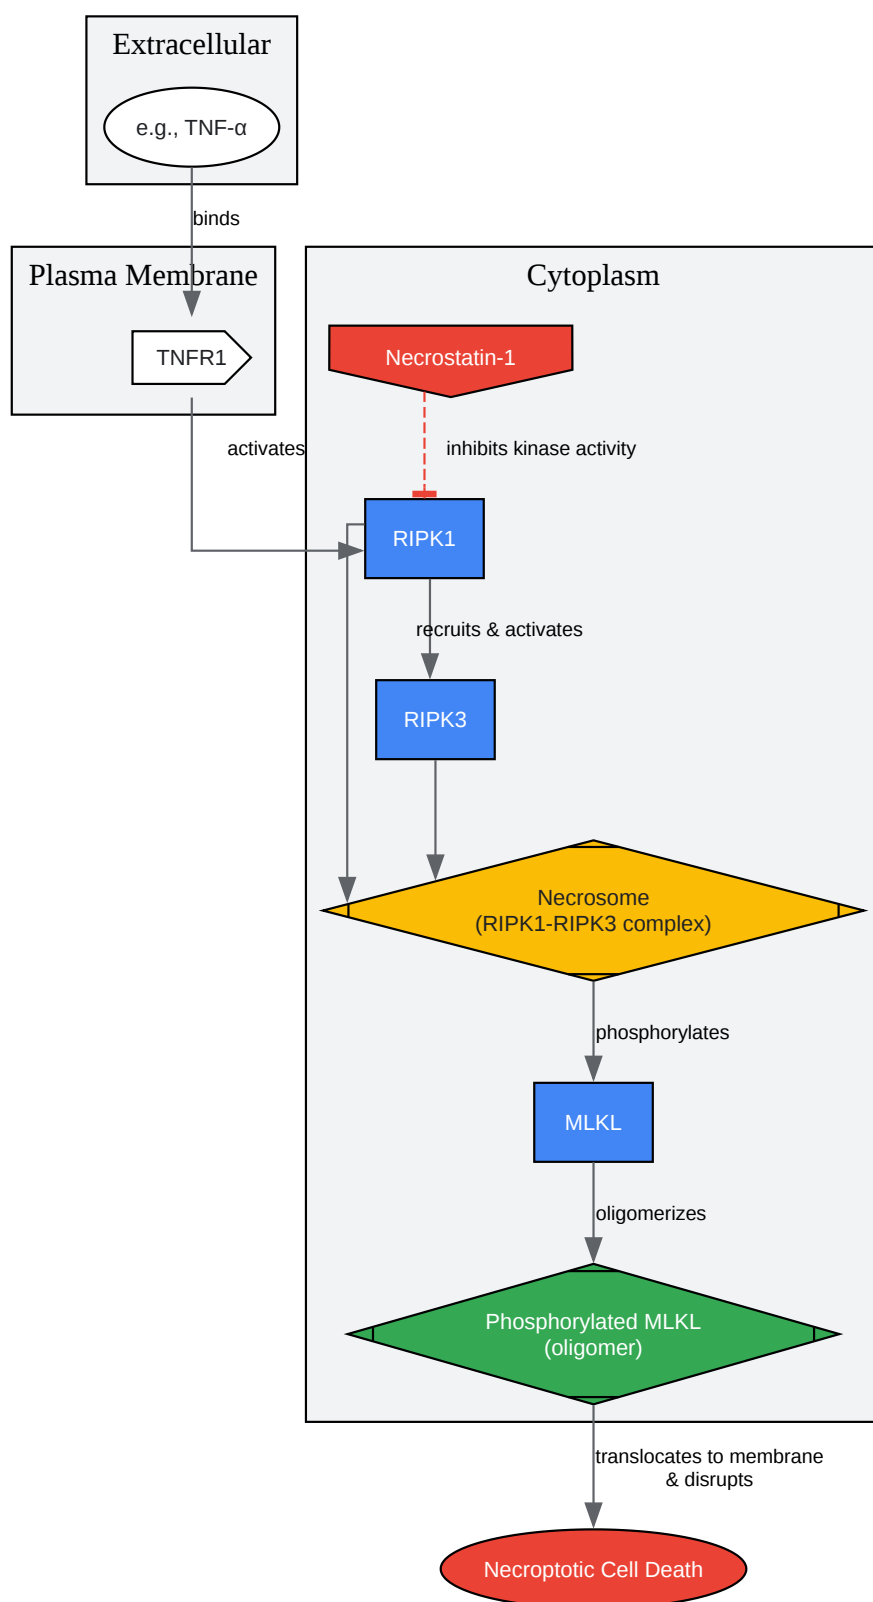 Extracellular
e.g., TNF-α
binds
Plasma Membrane
TNFR1
activates
Cytoplasm
Necrostatin-1
inhibits kinase activity
RIPK1
recruits & activates
RIPK3
Necrosome
(RIPK1-RIPK3 complex)
phosphorylates
MLKL
oligomerizes
Phosphorylated MLKL
(oligomer)
translocates to membrane
& disrupts
Necroptotic Cell Death